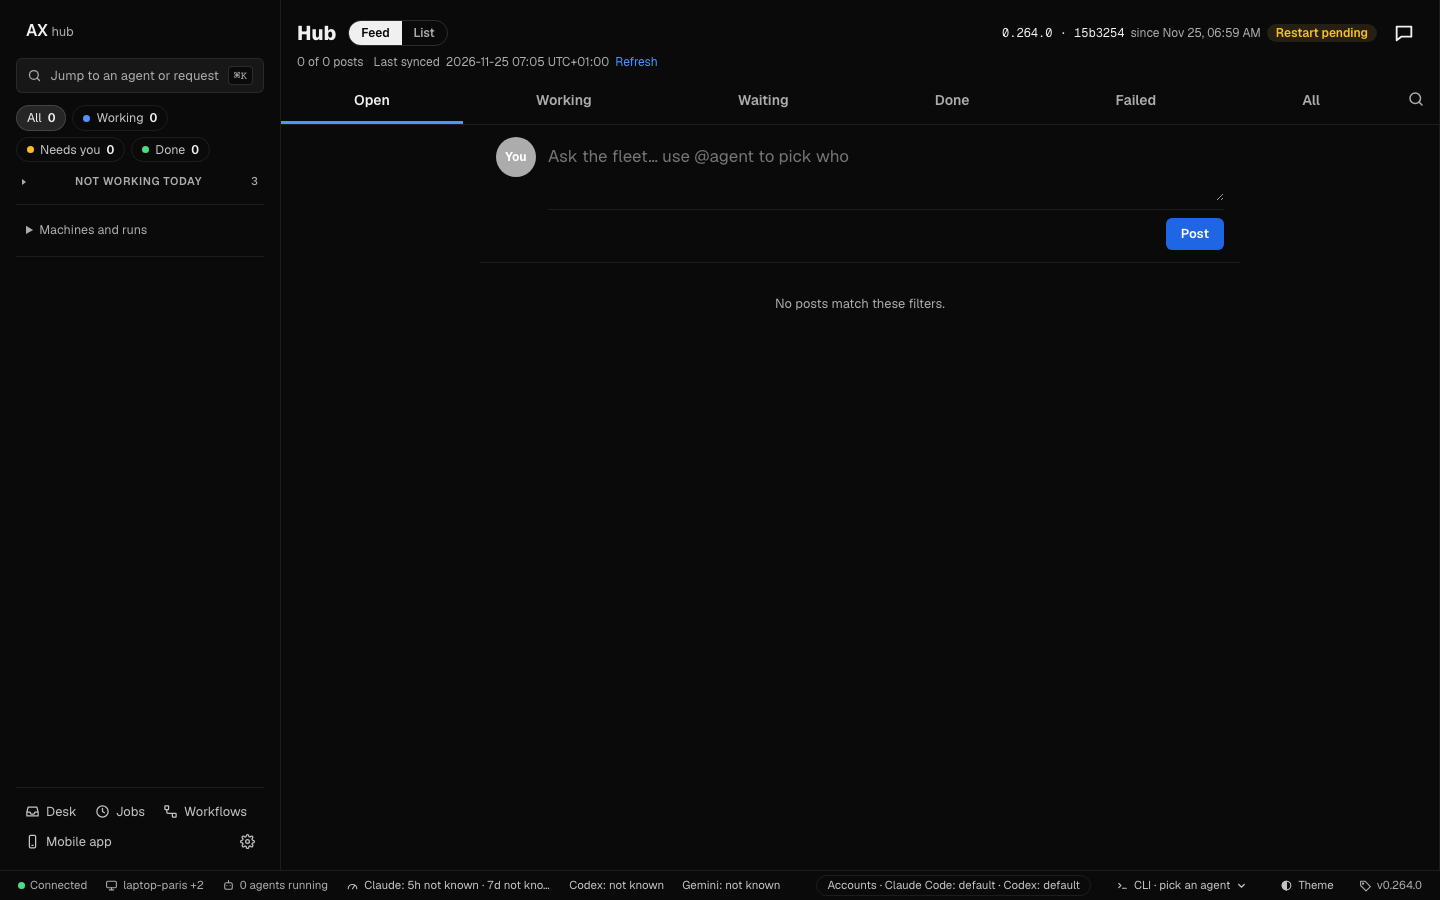 AX hub
Jump to an agent or request ⌘K
All 0
Working 0
Needs you 0
Done 0
NOT WORKING TODAY 3
Machines and runs
Desk
Jobs
Workflows
Mobile app
Hub
Feed
List
0.264.0 · 15b3254 since Nov 25, 06:59 AM Restart pending
0 of 0 posts Last synced 2026-11-25 07:05 UTC+01:00 Refresh
Open
Working
Waiting
Done
Failed
All
You
Ask the fleet... use @agent to pick who
Post
No posts match these filters.
Connected
laptop-paris +2
0 agents running
Claude: 5h not known · 7d not kno...
Codex: not known
Gemini: not known
Accounts · Claude Code: default · Codex: default
CLI · pick an agent
Theme
v0.264.0